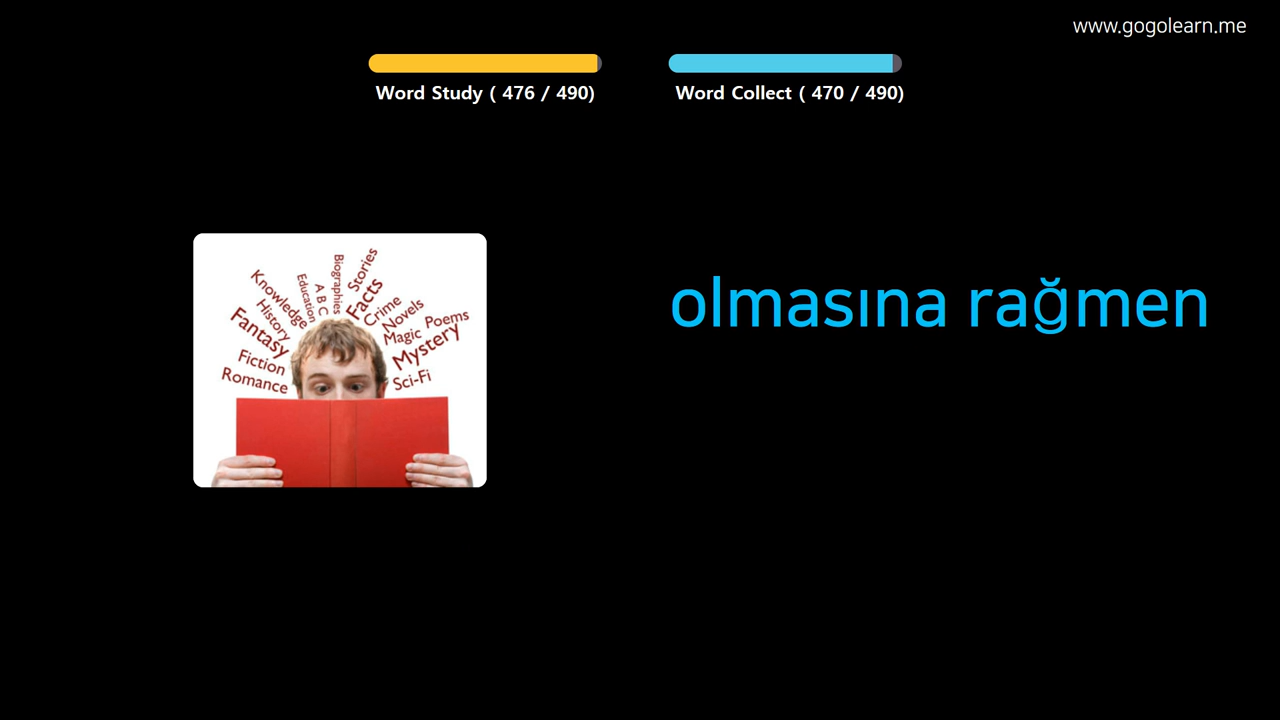 www.gogolearn.me
Word Study ( 476 / 490)
Word Collect ( 470 / 490)
olmasına rağmen
Biographies
Stories
Knowledge
Education
A B C
Facts
History
Crime
Novels
Fantasy
Magic
Poems
Fiction
Mystery
Romance
Sci-Fi